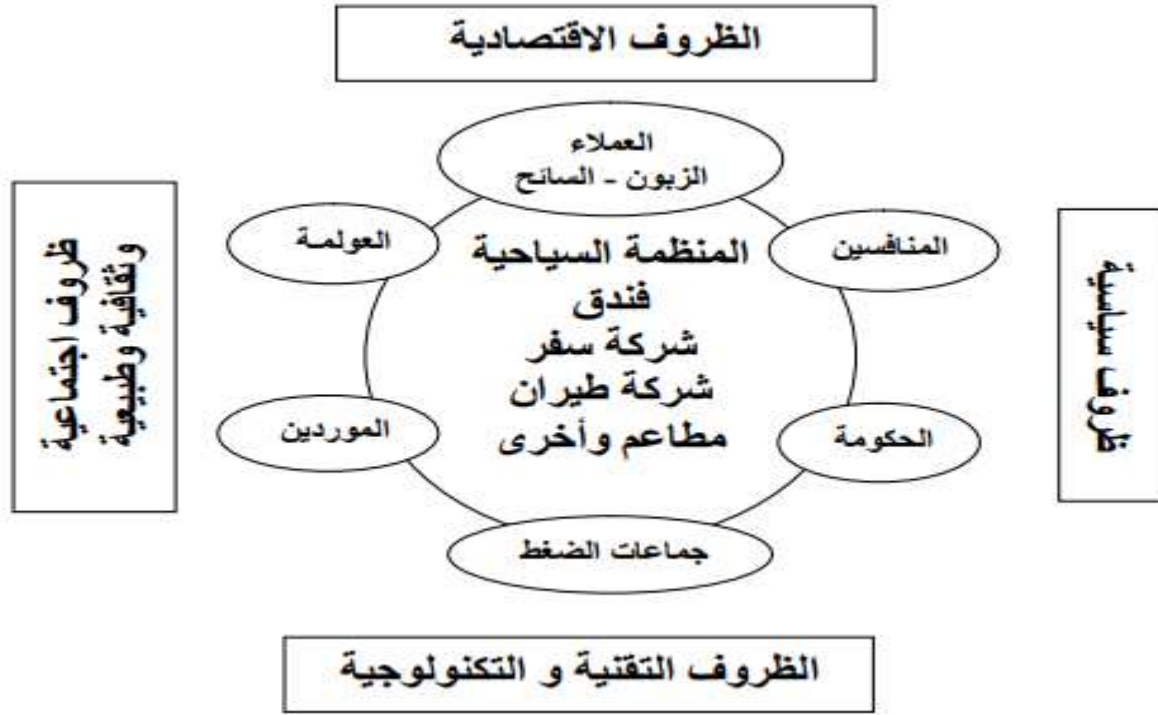 الظروف الاقتصادية
العملاء
الزبون - السائح
المنافسين
العولمة
ظروف سياسية
ظروف اجتماعية
وثقافية وطبيعية
المنظمة السياحية
فندق
شركة سفر
شركة طيران
مطاعم وأخرى
الحكومة
الموردين
جماعات الضغط
الظروف التقنية و التكنولوجية